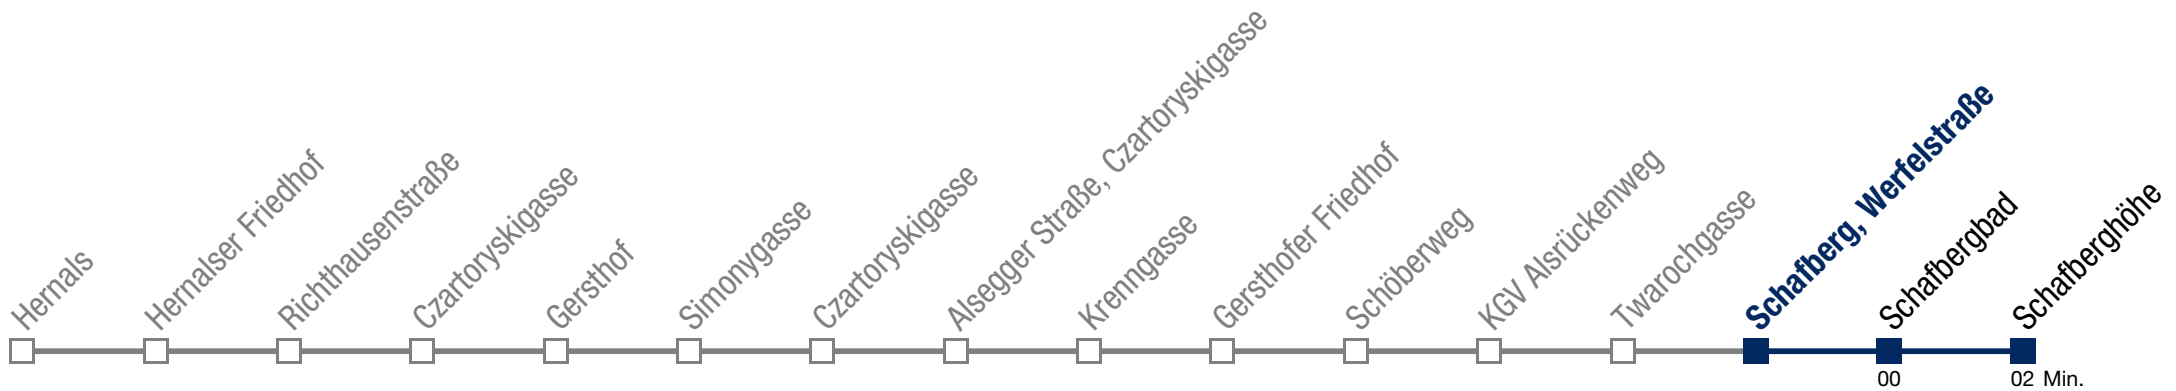 Hernals
Hernalser Friedhof
Richthausenstraße
Czartoryskigasse
Gersthof
Simonygasse
Czartoryskigasse
Alsegger Straße, Czartoryskigasse
Krenngasse
Gersthofer Friedhof
Schöberweg
KGV Alsrückenweg
Twarochgasse
Schafberg, Werfelstraße
Schafbergbad
Schafberghöhe
00 02 Min.